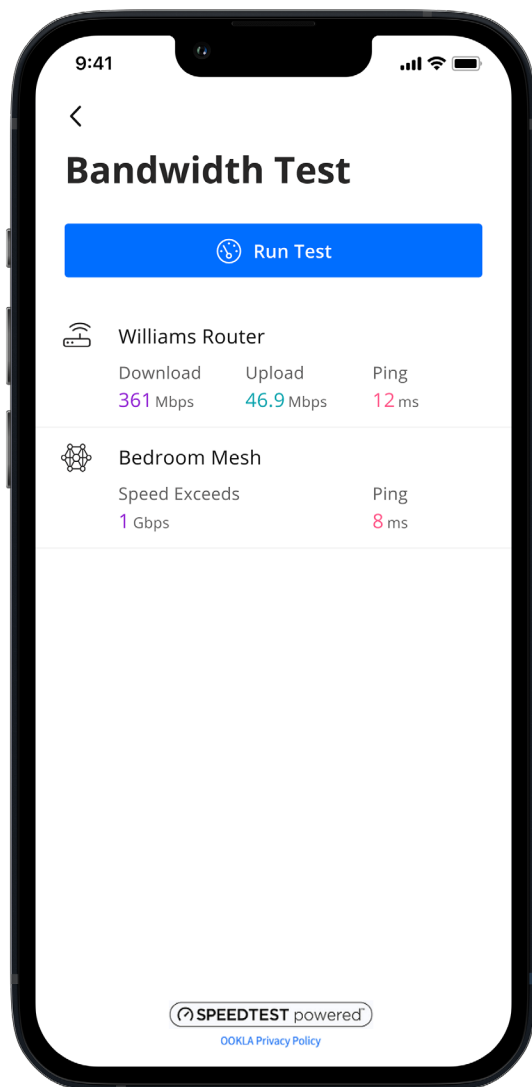 9:41
Bandwidth Test
Run Test
Williams Router
Download Upload Ping
361 Mbps 46.9 Mbps 12 ms
Bedroom Mesh
Speed Exceeds Ping
1 Gbps 8 ms
SPEEDTEST powered™
OOKLA Privacy Policy